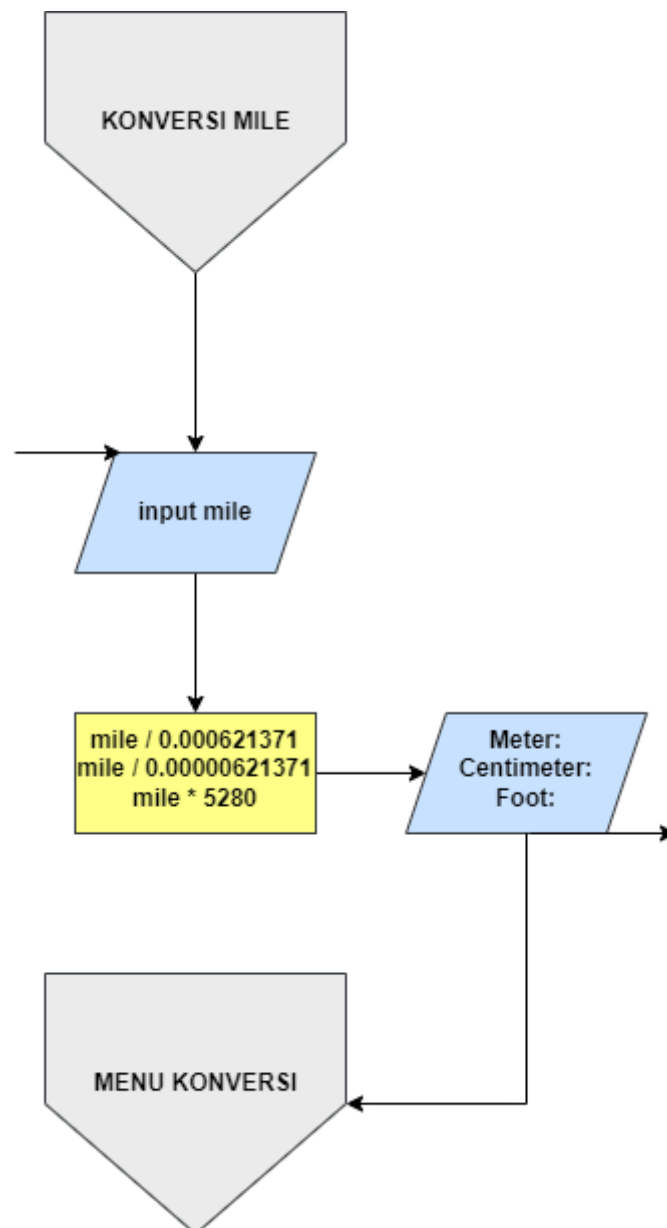 KONVERSI MILE
input mile
mile / 0.000621371
mile / 0.00000621371
mile * 5280
Meter:
Centimeter:
Foot:
MENU KONVERSI